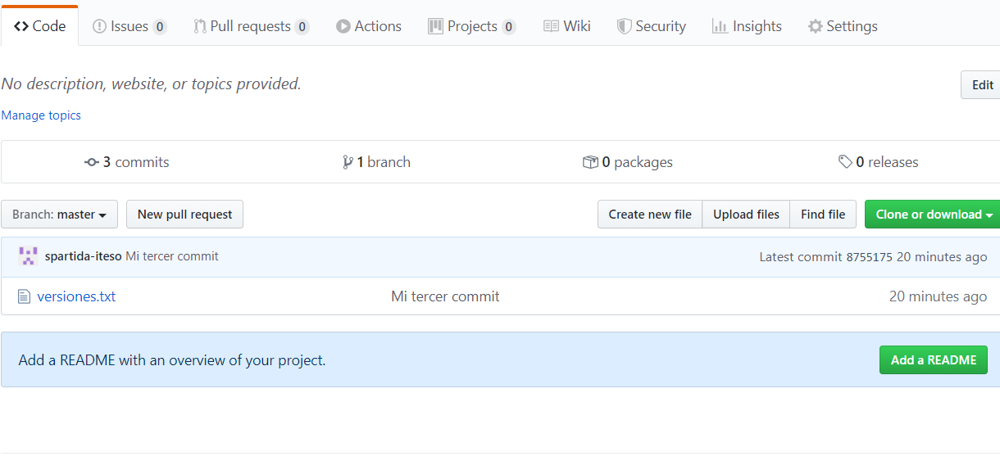 Code Issues 0 Pull requests 0 Actions Projects 0 Wiki Security Insights Settings
No description, website, or topics provided. Edit
Manage topics
3 commits 1 branch 0 packages 0 releases
Branch: master New pull request Create new file Upload files Find file Clone or download
spartida-iteso Mi tercer commit Latest commit 8755175 20 minutes ago
versiones.txt Mi tercer commit 20 minutes ago
Add a README with an overview of your project. Add a README